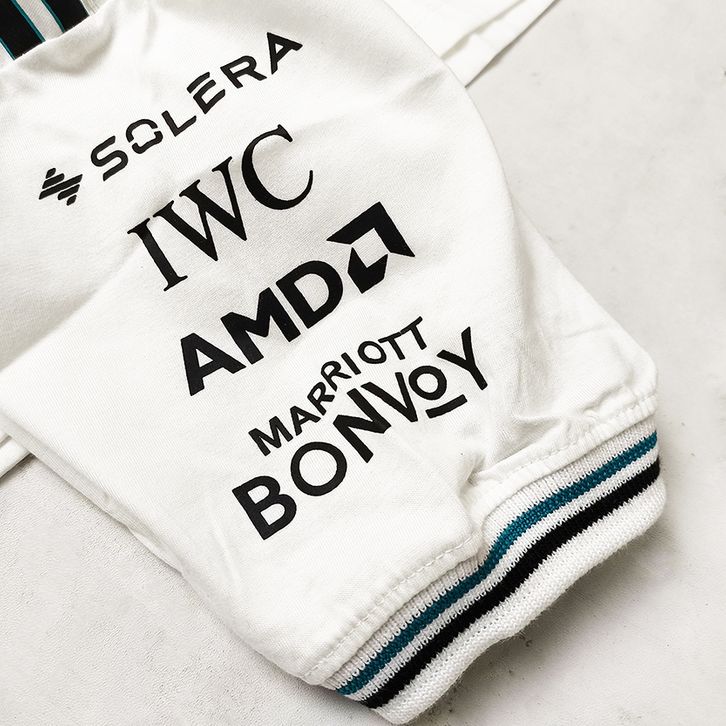 SOLERA
IWC
AMD
MARRIOTT
BONVOY